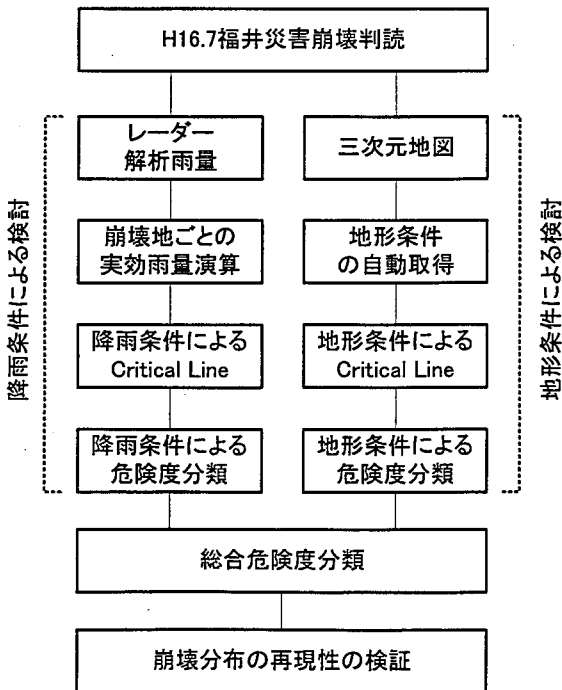 H16.7福井災害崩壊判読
降雨条件による検討
レーダー
解析雨量
崩壊地ごとの
実効雨量演算
降雨条件による
Critical Line
降雨条件による
危険度分類
三次元地図
地形条件
の自動取得
地形条件による
Critical Line
地形条件による
危険度分類
地形条件による検討
総合危険度分類
崩壊分布の再現性の検証